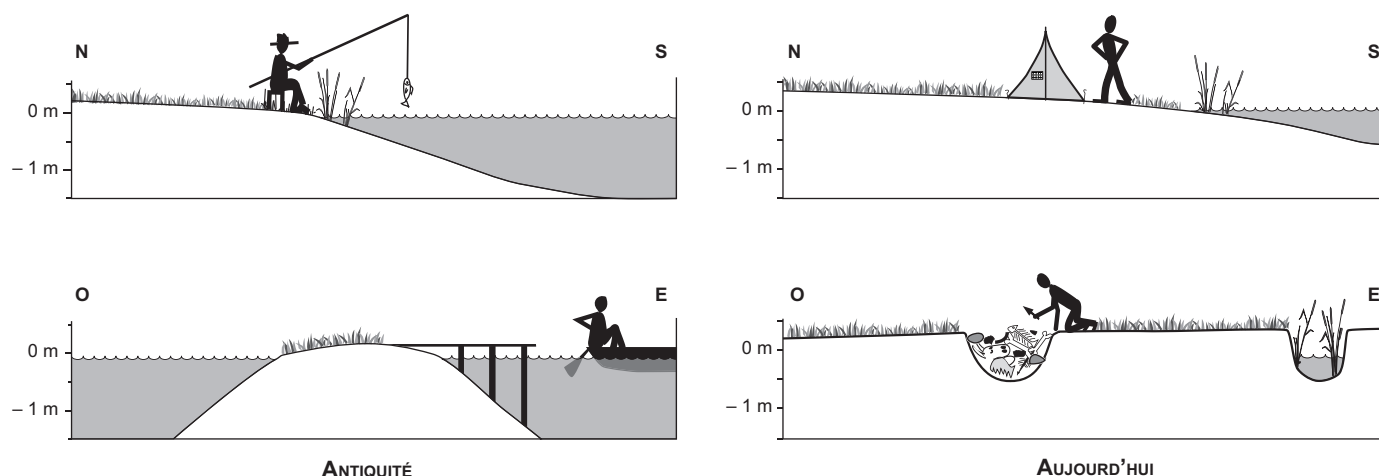 N S
0 m
– 1 m
N S
0 m
– 1 m
O E
0 m
– 1 m
O E
0 m
– 1 m
ANTIQUITÉ
AUJOURD'HUI